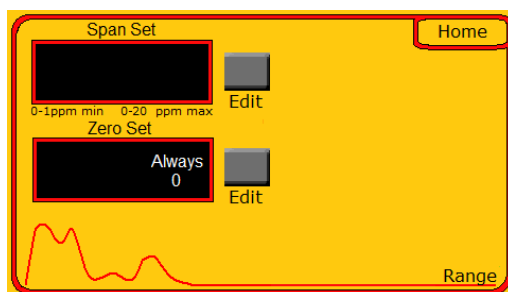 Span Set
Home
Edit
0-1ppm min 0-20 ppm max
Zero Set
Always
0
Edit
Range